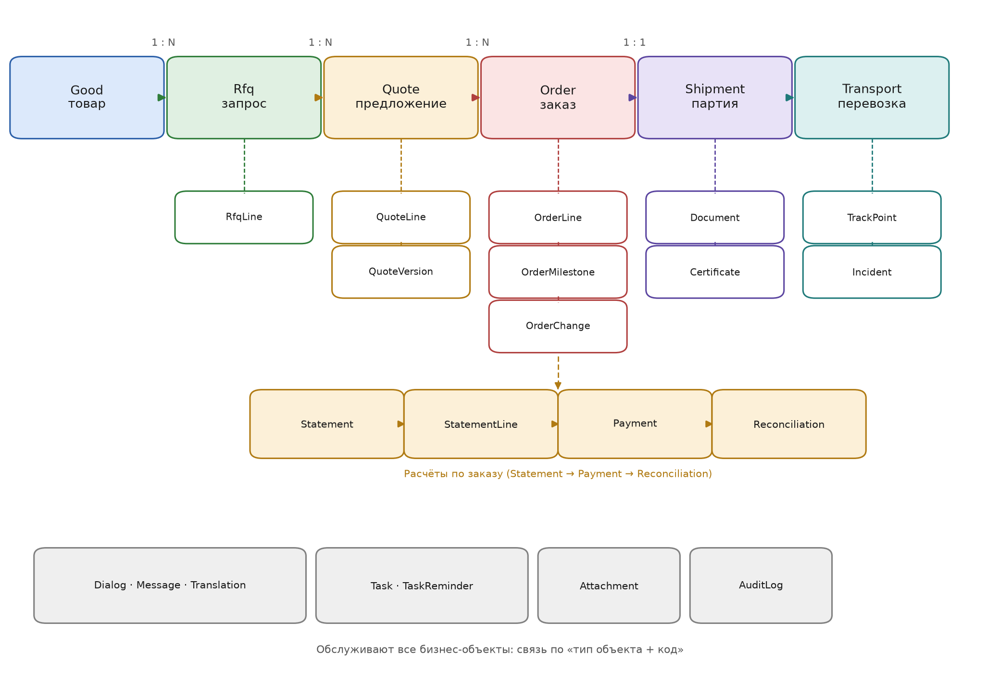 1 : N
1 : N
1 : N
1 : 1
Good
товар
Rfq
запрос
Quote
предложение
Order
заказ
Shipment
партия
Transport
перевозка
RfqLine
QuoteLine
OrderLine
Document
TrackPoint
QuoteVersion
OrderMilestone
Certificate
Incident
OrderChange
Statement
StatementLine
Payment
Reconciliation
Расчёты по заказу (Statement → Payment → Reconciliation)
Dialog · Message · Translation
Task · TaskReminder
Attachment
AuditLog
Обслуживают все бизнес-объекты: связь по «тип объекта + код»